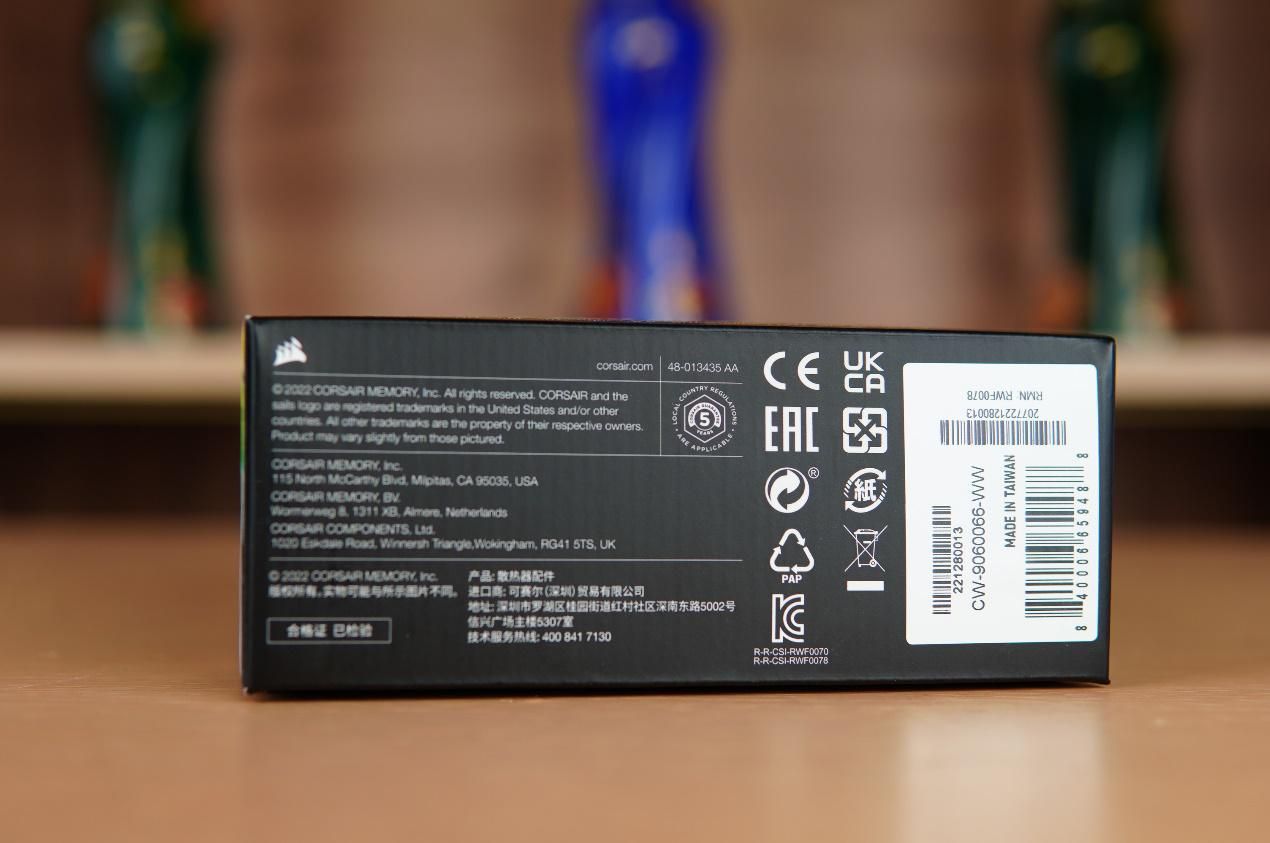 corsair.com
48-013435 AA
© 2022 CORSAIR MEMORY, Inc. All rights reserved. CORSAIR and the
sails logo are registered trademarks in the United States and/or other
countries. All other trademarks are the property of their respective owners.
Product may vary slightly from those pictured.
LOCAL COUNTRY REGULATIONS
5
YEARS
ARE APPLICABLE
CORSAIR MEMORY, Inc.
115 North McCarthy Blvd, Milpitas, CA 95035, USA
CORSAIR MEMORY, BV.
Wormerweg 8, 1311 XB, Almere, Netherlands
CORSAIR COMPONENTS, Ltd.
1020 Eskdale Road, Winnersh Triangle,Wokingham, RG41 5TS, UK
© 2022 CORSAIR MEMORY, Inc.
版权所有。实物可能与所示图片不同。
合格证 已检验
产品: 散热器配件
进口商: 可赛尔 (深圳) 贸易有限公司
地址: 深圳市罗湖区桂园街道红村社区深南东路5002号
信兴广场主楼5307室
技术服务热线: 400 841 7130
CE
UK
CA
EAC
®
紙
PAP
R-R-CSI-RWF0070
R-R-CSI-RWF0078
RMN RWF0078
2077221280013
221280013
CW-9060066-WW
MADE IN TAIWAN
8 40006 65948 8